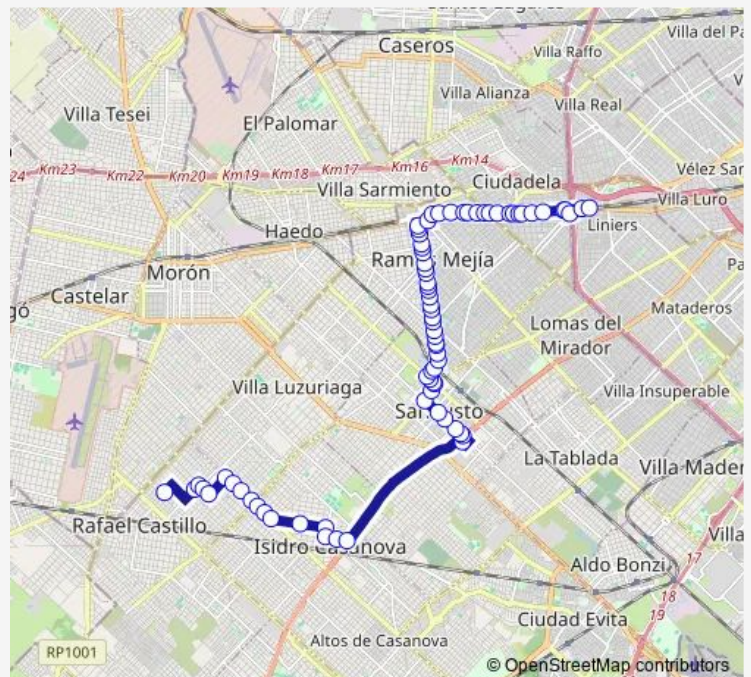 Caseros
Villa Raffo
Villa del Pa
Villa Tesei
Villa Alianza
Villa Real
El Palomar
24
Km23
Km22
Km20
Km19
Km18
Km17
Km16
Km14
Villa Sarmiento
Ciudadela
Vélez Sar
Villa Luro
Haedo
Liniers
Morón
Mejía
Castelar
Mataderos
Lomas del
Mirador
Villa Luzuriaga
Villa Insuperable
La Tablada
Villa Mader
Rafael Castillo
Isidro Casanova
Villa
Aldo Bonzi
17
18
19
Ciudad Evita
Altos de Casanova
RP1001
© OpenStreetMap contributors